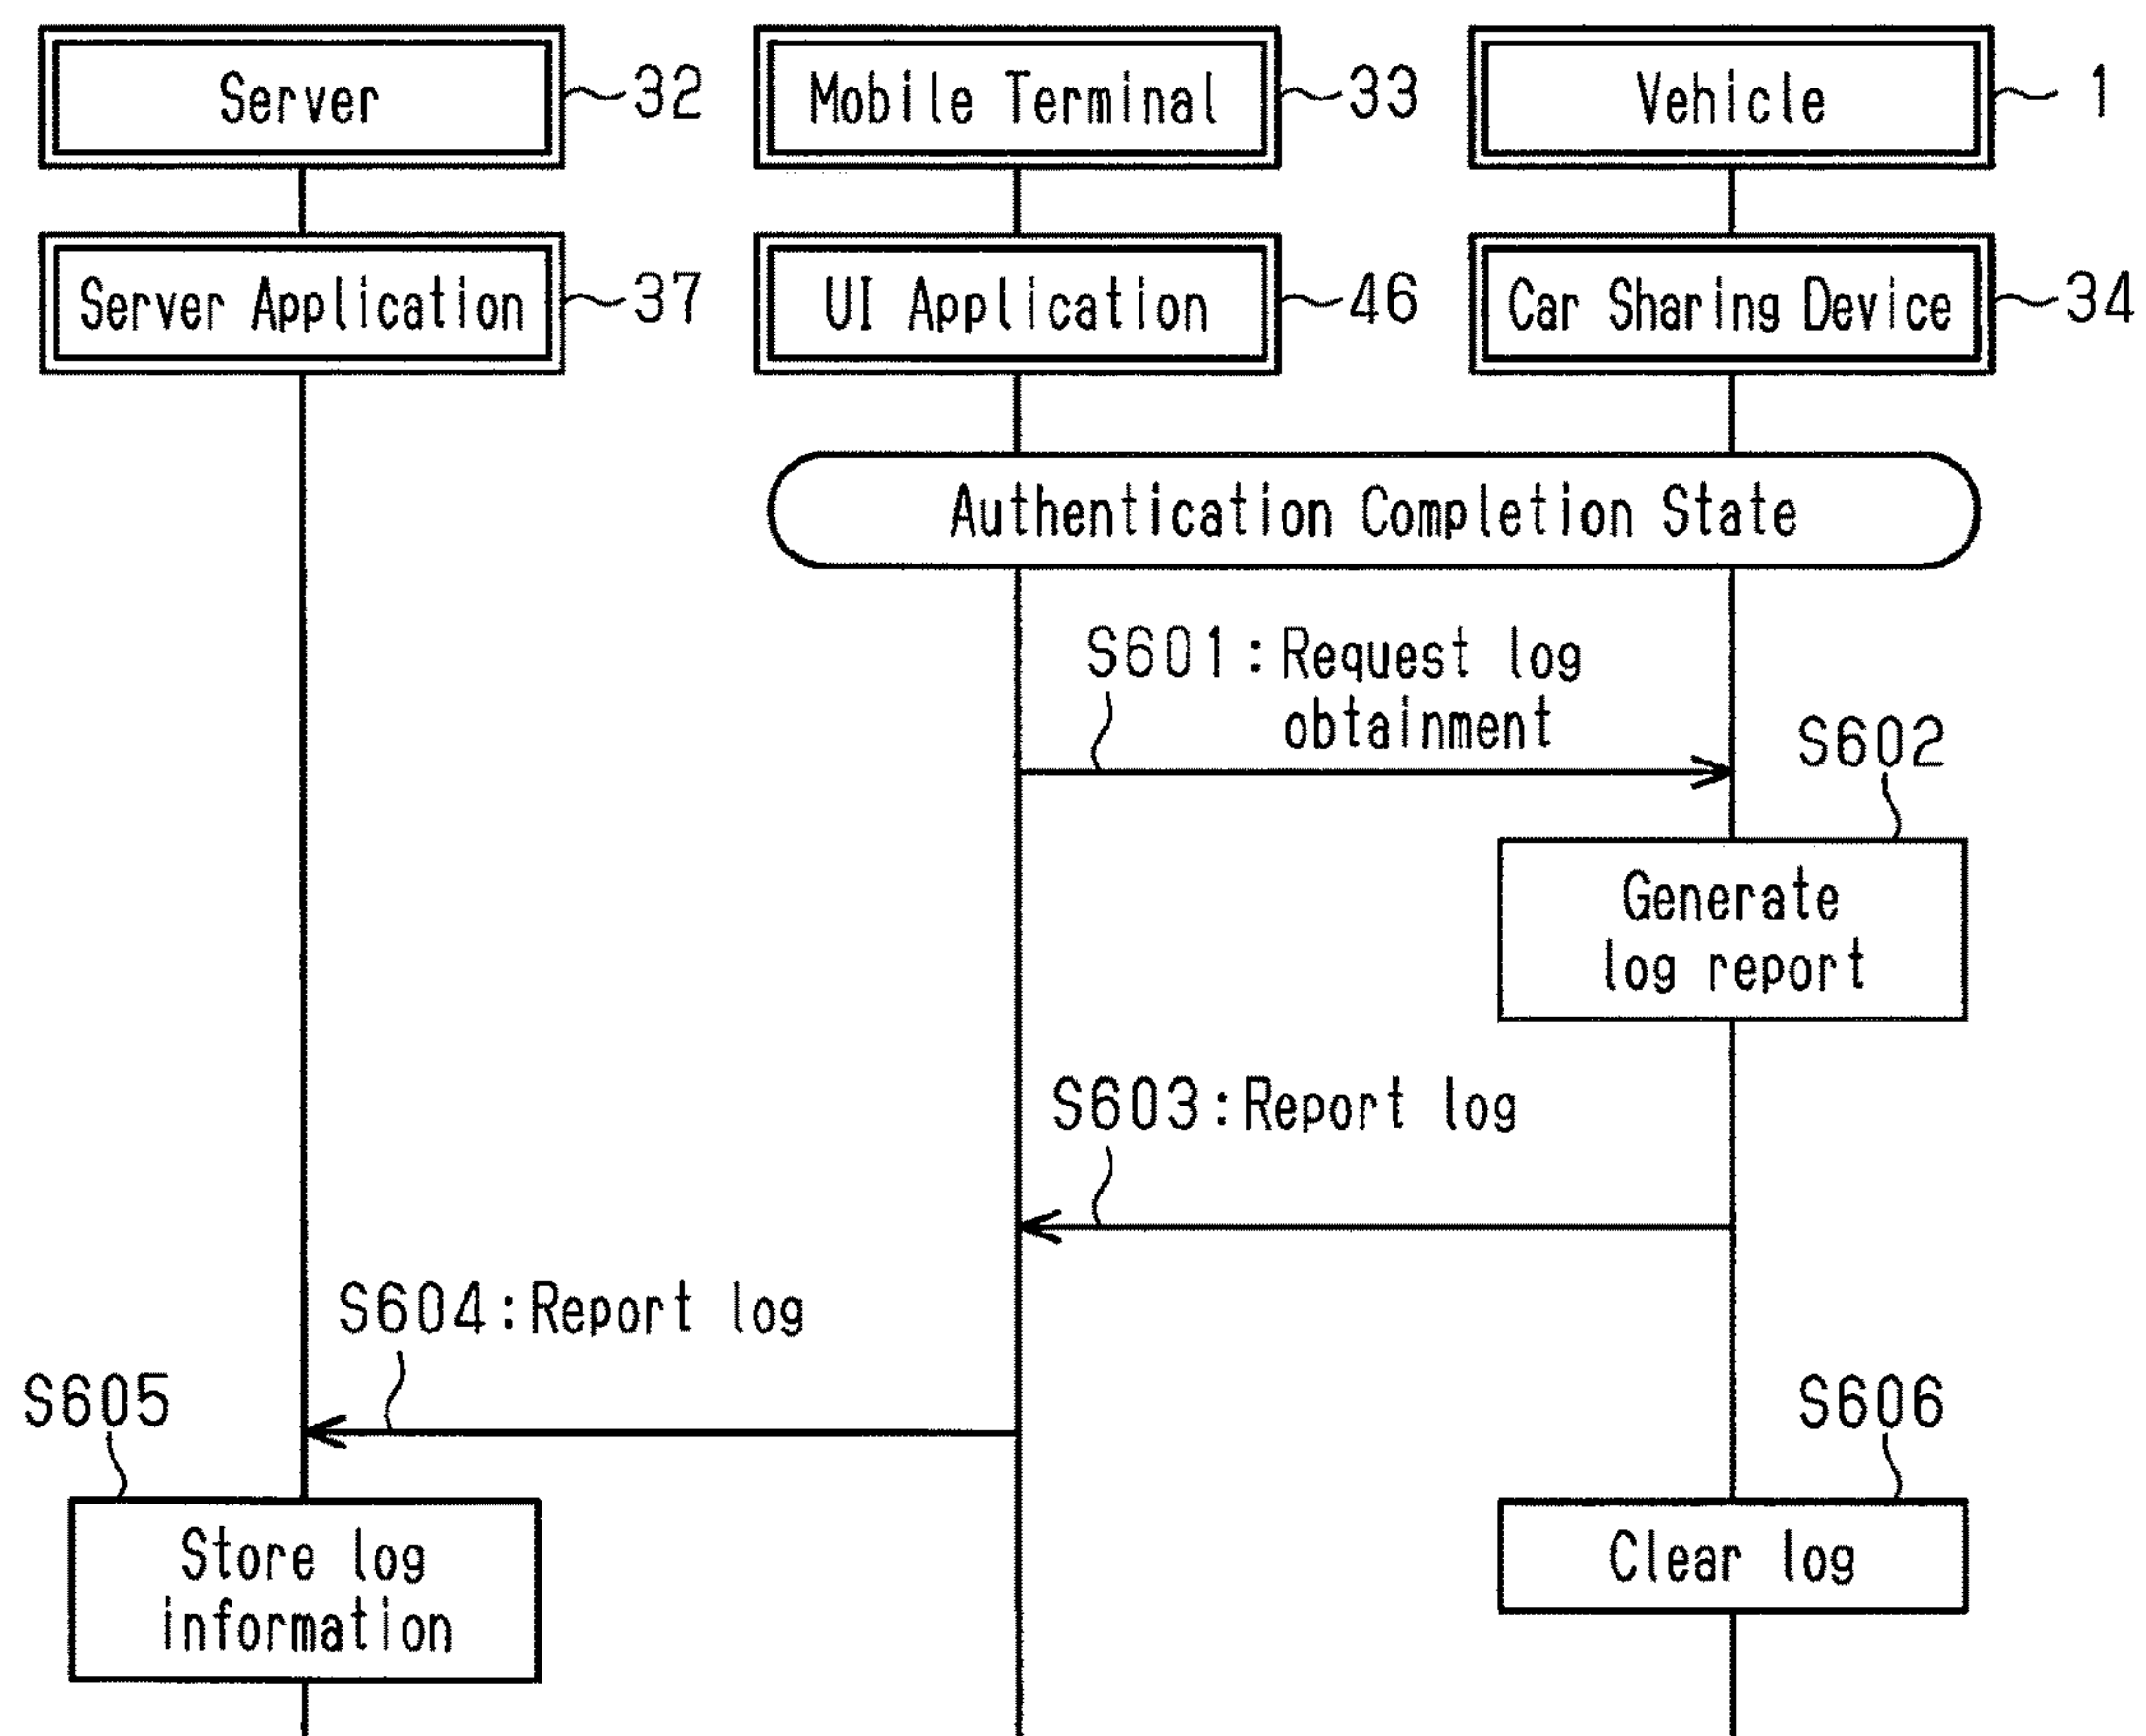 Server
32
Mobile Terminal
33
Vehicle
1
Server Application
37
UI Application
46
Car Sharing Device
34
Authentication Completion State
S601:Request log
obtainment
S602
Generate
log report
S603:Report log
S604:Report log
S605
S606
Store log
information
Clear log